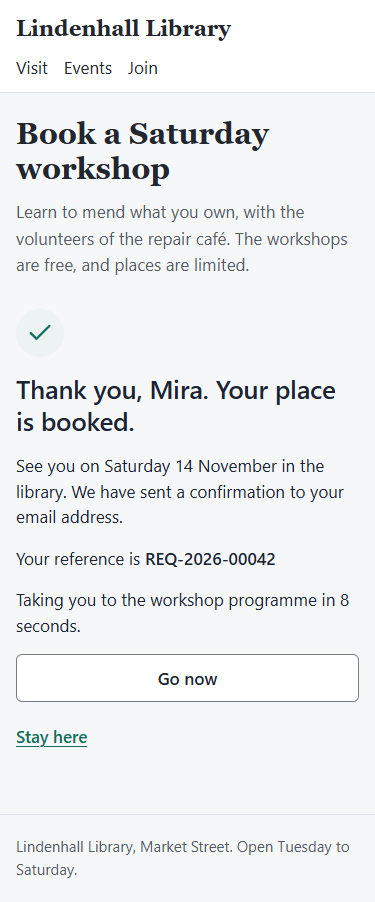 Lindenhall Library
Visit Events Join
Book a Saturday
workshop
Learn to mend what you own, with the
volunteers of the repair café. The workshops
are free, and places are limited.
Thank you, Mira. Your place
is booked.
See you on Saturday 14 November in the
library. We have sent a confirmation to your
email address.
Your reference is REQ-2026-00042
Taking you to the workshop programme in 8
seconds.
Go now
Stay here
Lindenhall Library, Market Street. Open Tuesday to
Saturday.